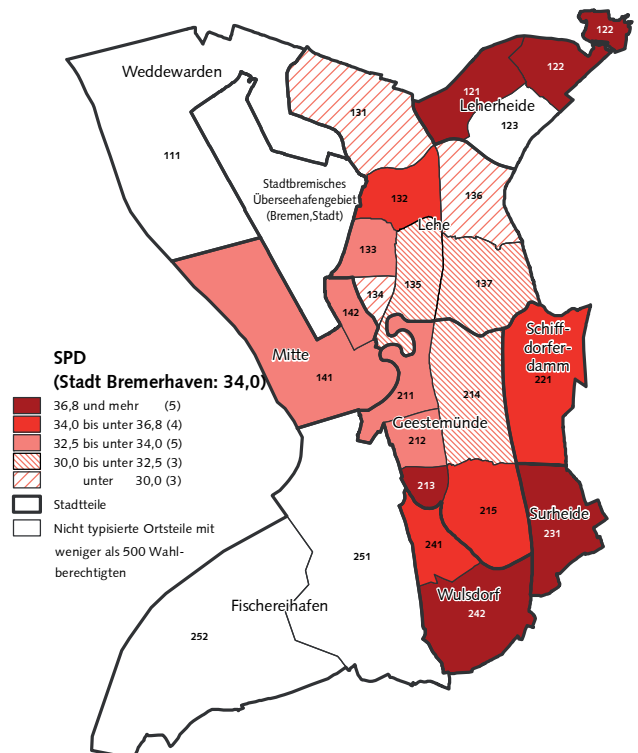 122
122
Weddewarden
121
Leherheide
131
123
111
Stadtbremisches
Überseehafengebiet
(Bremen,Stadt)
132
136
Lehe
133
134
135
137
142
Mitte
Schiff-
dorfer-
damm
SPD
(Stadt Bremerhaven: 34,0)
141
221
211
214
36,8 und mehr (5)
34,0 bis unter 36,8 (4)
32,5 bis unter 34,0 (5)
30,0 bis unter 32,5 (3)
unter 30,0 (3)
Stadtteile
Nicht typisierte Ortsteile mit
weniger als 500 Wahl-
berechtigten
Geestemünde
212
213
215
Surheide
231
241
251
Wulsdorf
242
Fischereihafen
252